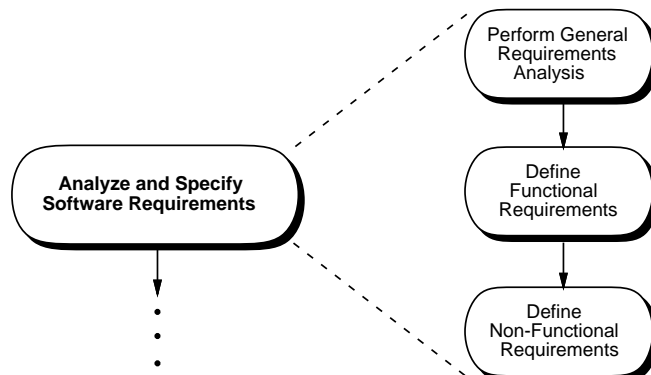 Analyze and Specify
Software Requirements
Perform General
Requirements
Analysis
Define
Functional
Requirements
Define
Non-Functional
Requirements